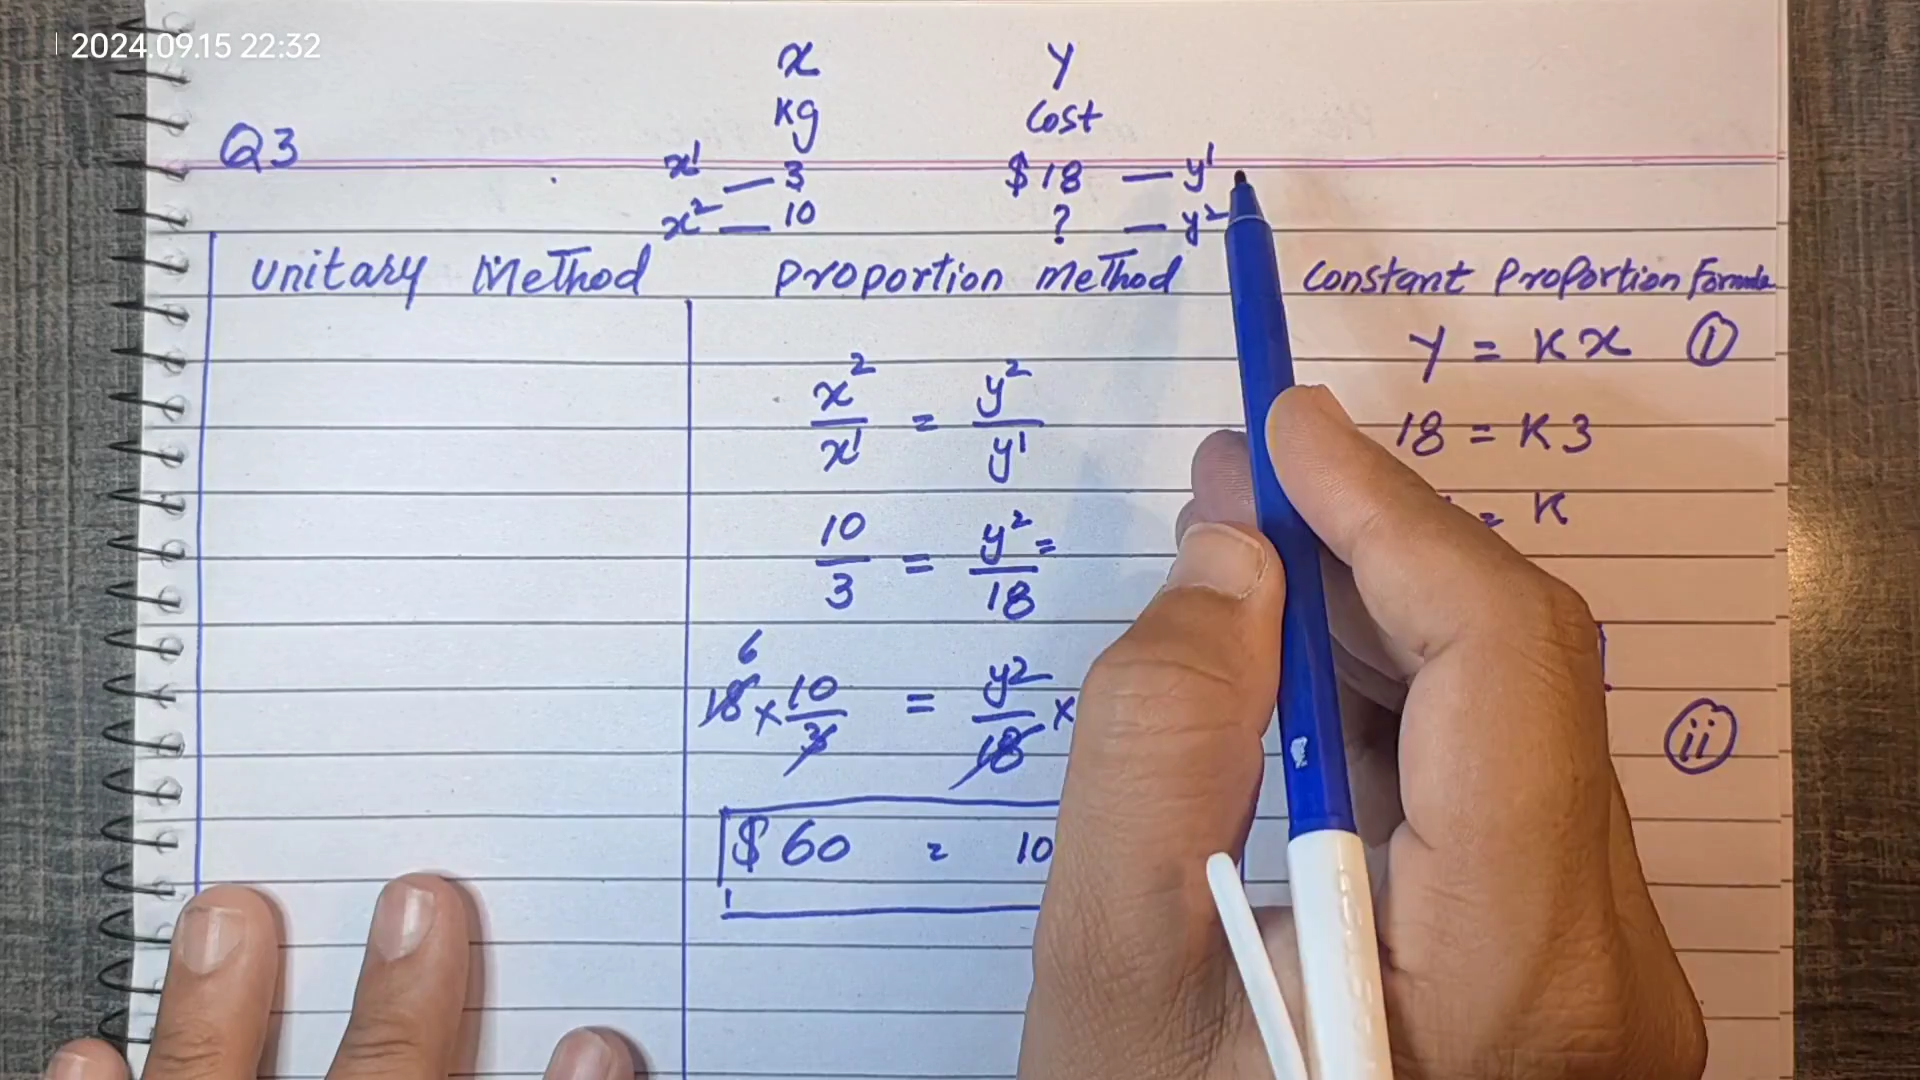 2024.09.15 22:32
x y
kg Cost
Q3
x¹ — 3 $18 — y¹
x² — 10 ? — y²
Unitary Method Proportion Method Constant Proportion Formula
y = Kx (i)
x²/x¹ = y²/y¹
18 = K3
10/3 = y²/18 =
= K
6
18 × 10/3 = y²/18 ×
(ii)
$60 = 10